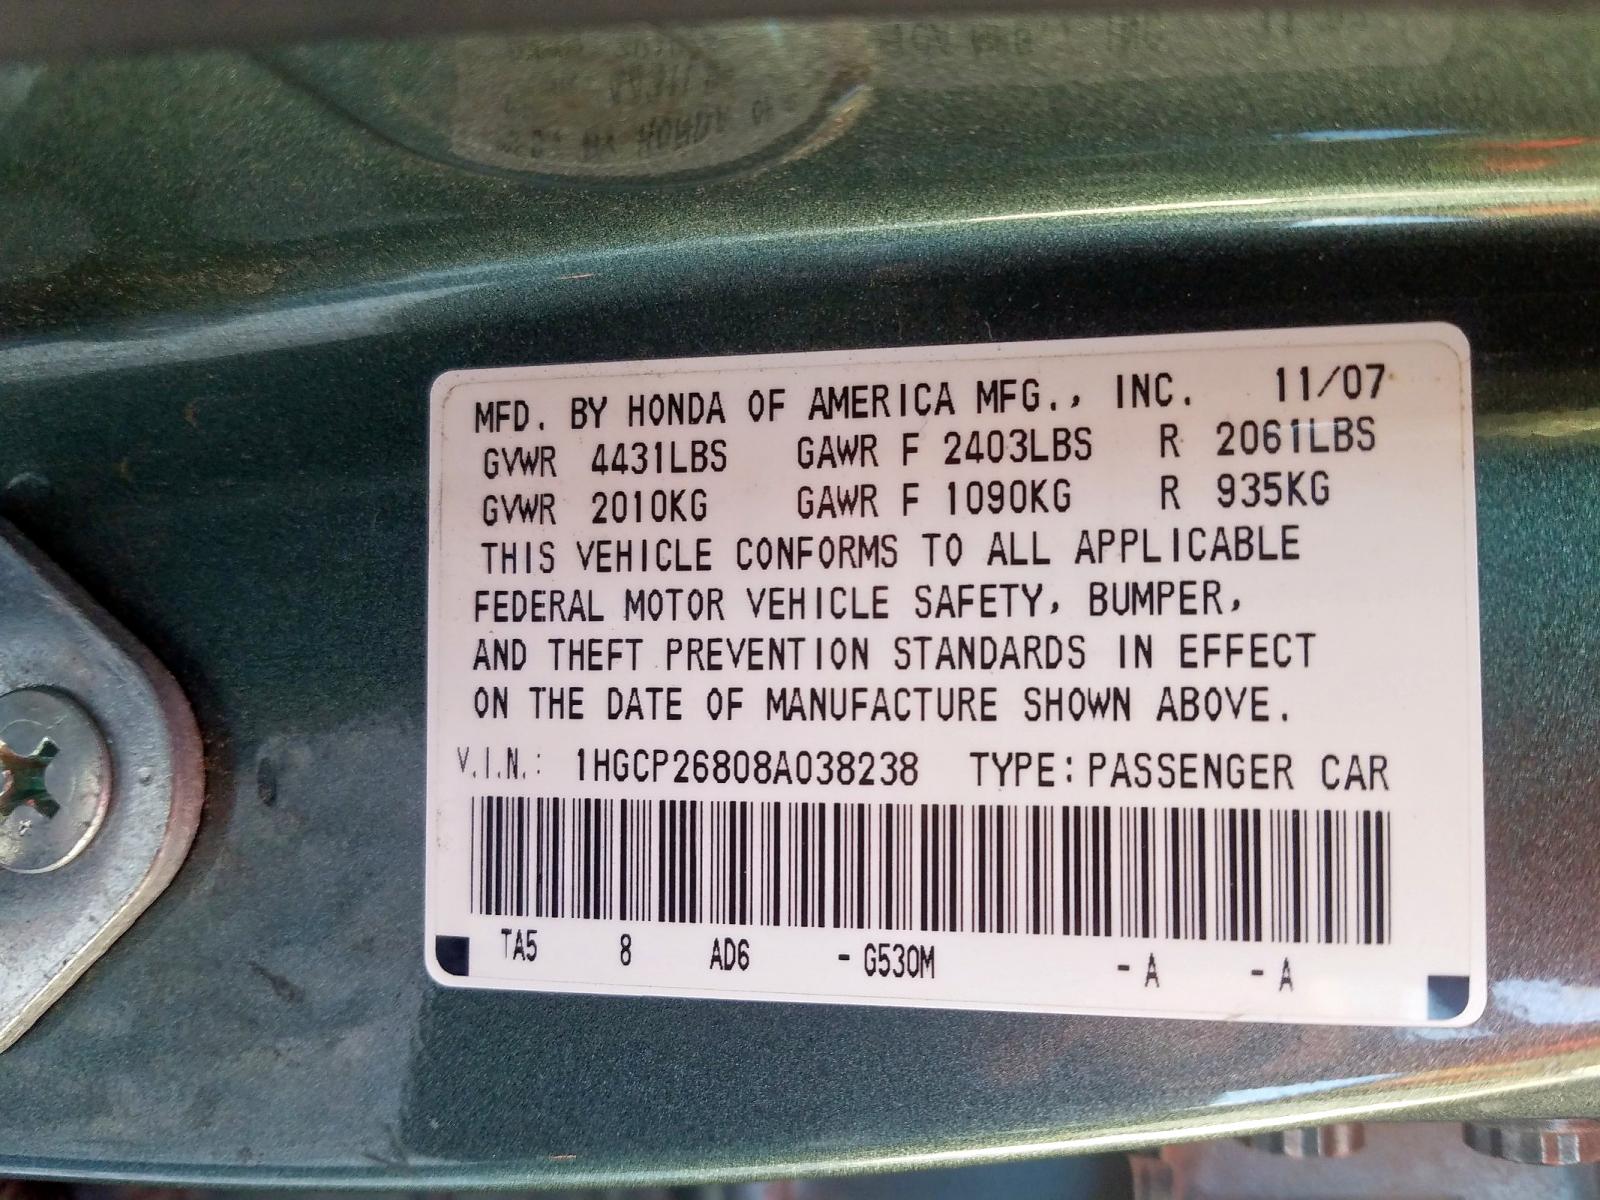 MFD. BY HONDA OF AMERICA MFG., INC. 11/07
GVWR 4431LBS GAWR F 2403LBS R 2061LBS
GVWR 2010KG GAWR F 1090KG R 935KG
THIS VEHICLE CONFORMS TO ALL APPLICABLE
FEDERAL MOTOR VEHICLE SAFETY, BUMPER,
AND THEFT PREVENTION STANDARDS IN EFFECT
ON THE DATE OF MANUFACTURE SHOWN ABOVE.
V.I.N.: 1HGCP26808A038238 TYPE: PASSENGER CAR
TA5 8 AD6 - G530M - A - A